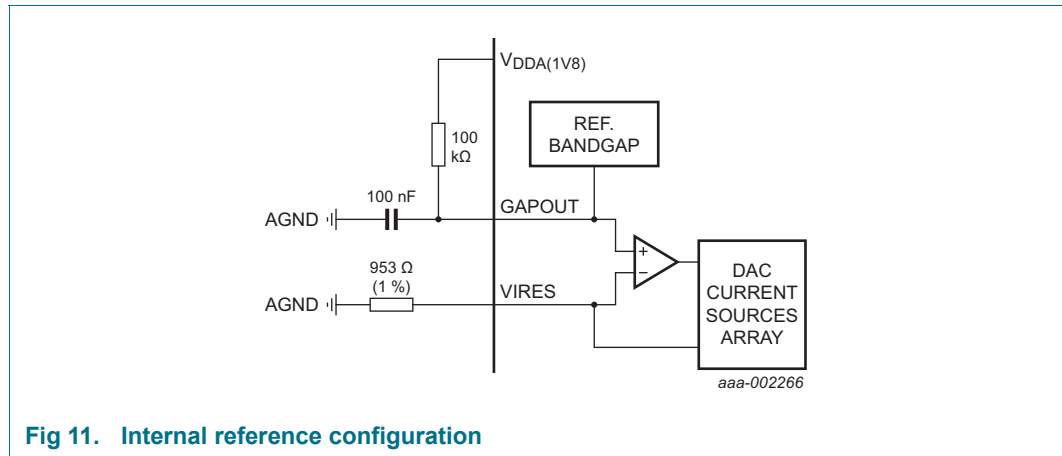 VDDA(1V8)
REF.
BANDGAP
100
kΩ
100 nF
GAPOUT
AGND
+
953 Ω
(1 %)
−
DAC
CURRENT
SOURCES
ARRAY
VIRES
AGND
aaa-002266
Fig 11. Internal reference configuration